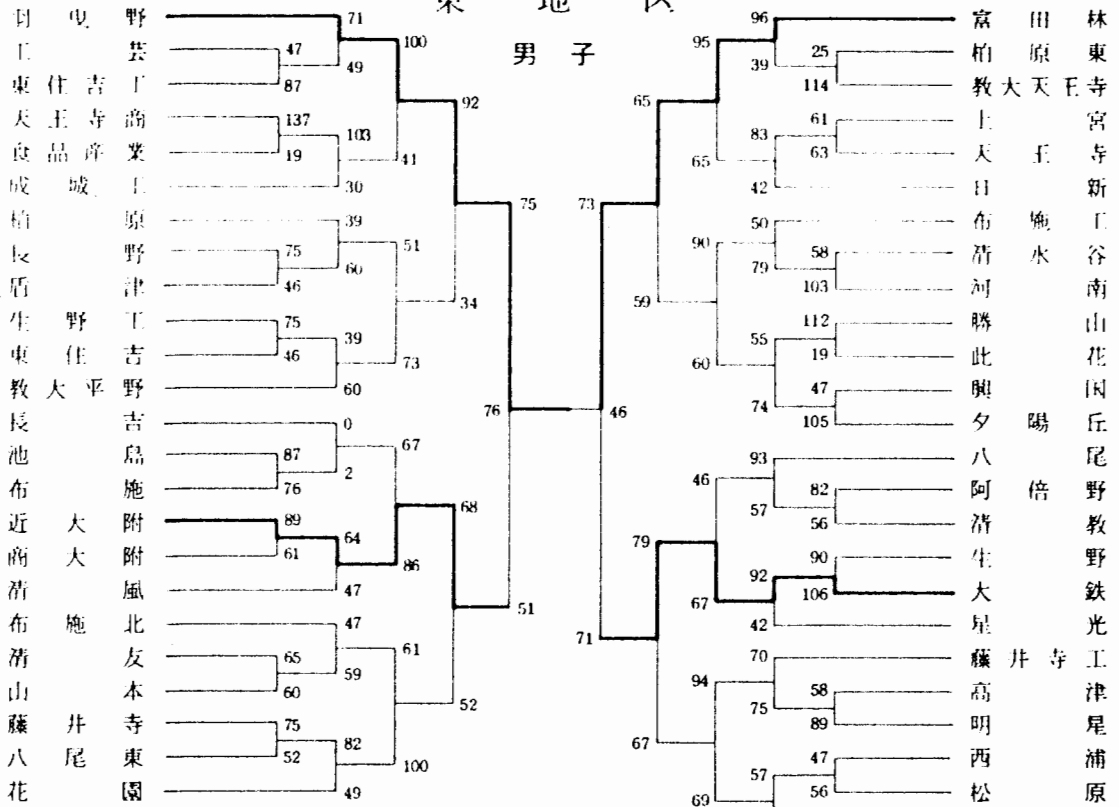 東地区
男子
羽曳野 71
100
工芸 47
49
東住吉工 87
92
天王寺商 137
103
食品産業 19
41
成城工 30
75
柏原 39
51
長野 75
60
盾津 46
34
生野工 75
39
東住吉 46
73
教大平野 60
76
長吉 0
67
池島 87
2
布施 76
68
近大附 89
64
商大附 61
86
清風 47
51
布施北 47
61
清友 65
59
山本 60
52
藤井寺 75
82
八尾東 52
100
花園 49
96 富田林
95
25 柏原東
39
114 教大天王寺
65
61 上宮
83
63 天王寺
65
42 日新
73
50 布施工
90
58 清水谷
79
103 河南
59
112 勝山
55
19 此花
60
47 興国
74
105 夕陽丘
46
93 八尾
46
82 阿倍野
57
56 清教
79
90 生野
92
106 大鉄
67
42 星光
71
70 藤井寺工
94
58 高津
75
89 明星
67
47 西浦
57
56 松原
69